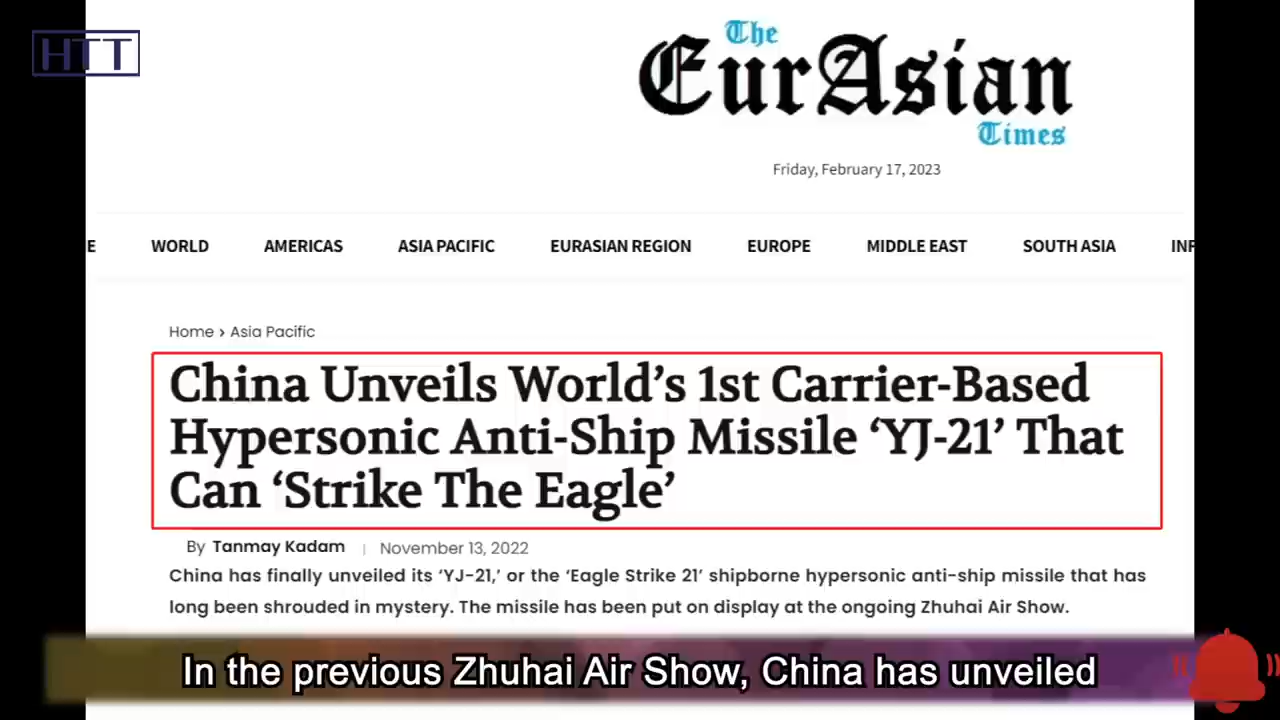 HTT
The
EurAsian
Times
Friday, February 17, 2023
E WORLD AMERICAS ASIA PACIFIC EURASIAN REGION EUROPE MIDDLE EAST SOUTH ASIA INF
Home › Asia Pacific
China Unveils World’s 1st Carrier-Based
Hypersonic Anti-Ship Missile ‘YJ-21’ That
Can ‘Strike The Eagle’
By Tanmay Kadam | November 13, 2022
China has finally unveiled its ‘YJ-21,’ or the ‘Eagle Strike 21’ shipborne hypersonic anti-ship missile that has
long been shrouded in mystery. The missile has been put on display at the ongoing Zhuhai Air Show.
In the previous Zhuhai Air Show, China has unveiled